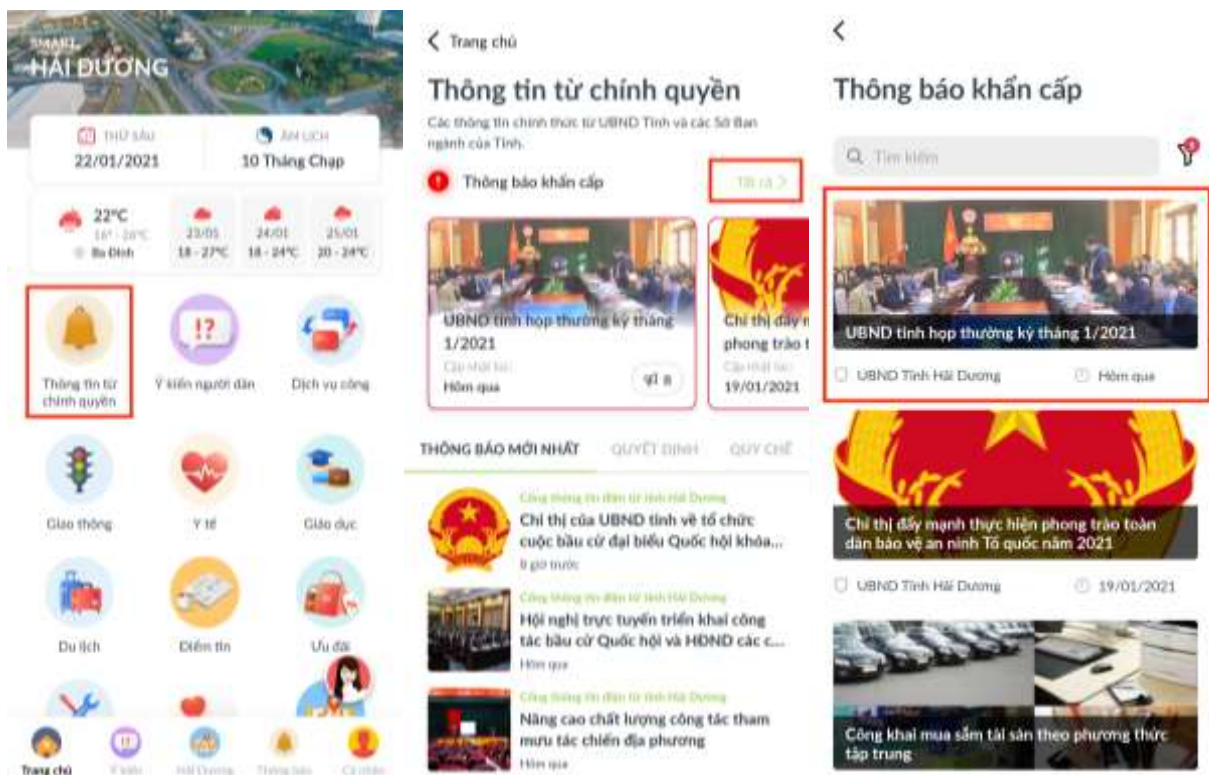 SMART
HẢI DƯƠNG
THỨ SÁU
22/01/2021
ÂM LỊCH
10 Tháng Chạp
22°C
Ba Đình
23/01
18 - 27°C
24/01
18 - 24°C
25/01
20 - 24°C
Thông tin từ
chính quyền
Ý kiến người dân
Dịch vụ công
Giao thông
Y tế
Giáo dục
Du lịch
Điểm tin
Ưu đãi
Trang chủ
Ý kiến
Hải Dương
Thông báo
Cá nhân
Trang chủ
Thông tin từ chính quyền
Các thông tin chính thức từ UBND Tỉnh và các Sở Ban
ngành của Tỉnh.
Thông báo khẩn cấp
Tất cả >
UBND tỉnh họp thường kỳ tháng
1/2021
Cập nhật lúc:
Hôm qua
Chỉ thị đẩy
phong trào t
Cập nhật lúc:
19/01/2021
THÔNG BÁO MỚI NHẤT
QUYẾT ĐỊNH
QUY CHẾ
Cổng thông tin điện tử tỉnh Hải Dương
Chỉ thị của UBND tỉnh về tổ chức
cuộc bầu cử đại biểu Quốc hội khóa...
8 giờ trước
Cổng thông tin điện tử tỉnh Hải Dương
Hội nghị trực tuyến triển khai công
tác bầu cử Quốc hội và HĐND các c...
Hôm qua
Cổng thông tin điện tử tỉnh Hải Dương
Nâng cao chất lượng công tác tham
mưu tác chiến địa phương
Hôm qua
Thông báo khẩn cấp
Tìm kiếm
UBND tỉnh họp thường kỳ tháng 1/2021
UBND Tỉnh Hải Dương
Hôm qua
Chỉ thị đẩy mạnh thực hiện phong trào toàn
dân bảo vệ an ninh Tổ quốc năm 2021
UBND Tỉnh Hải Dương
19/01/2021
Công khai mua sắm tài sản theo phương thức
tập trung